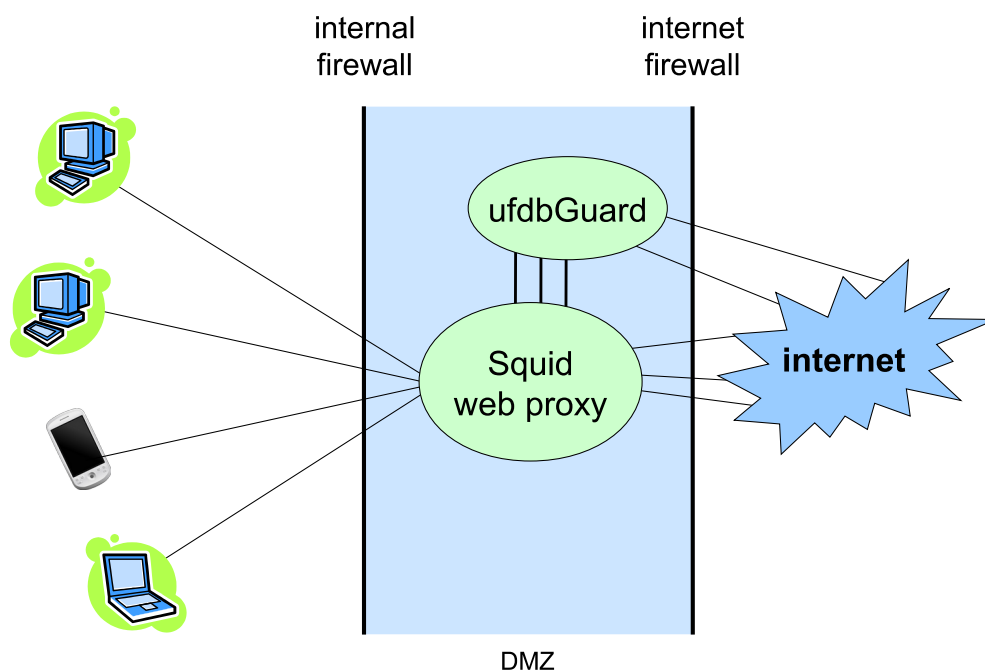 internal
firewall
internet
firewall
ufdbGuard
Squid
web proxy
internet
DMZ